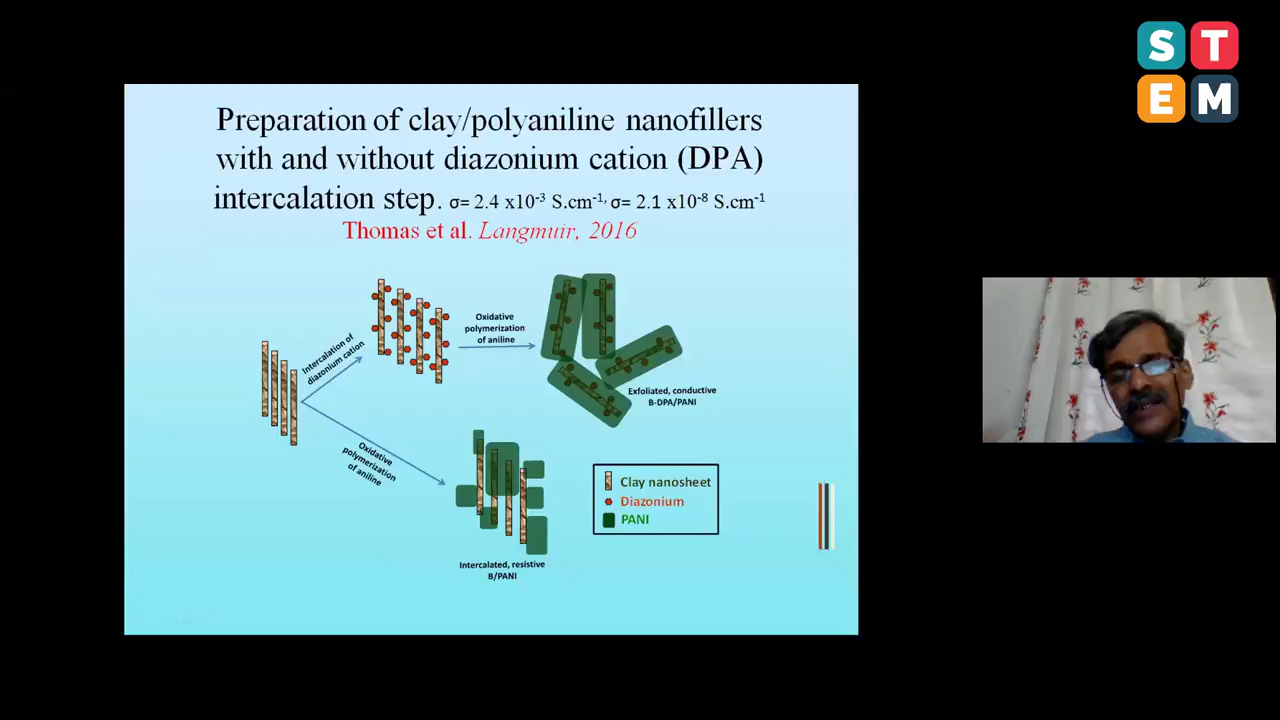 S T
E M
Preparation of clay/polyaniline nanofillers
with and without diazonium cation (DPA)
intercalation step. σ= 2.4 x10⁻³ S.cm⁻¹, σ= 2.1 x10⁻⁸ S.cm⁻¹
Thomas et al. Langmuir, 2016
Intercalation of
diazonium cation
Oxidative
polymerization
of aniline
Exfoliated, conductive
B-DPA/PANI
Oxidative
polymerization
of aniline
Intercalated, resistive
B/PANI
Clay nanosheet
Diazonium
PANI